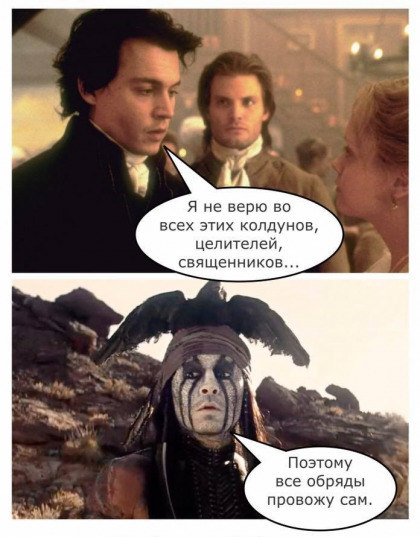 Я не верю во
всех этих колдунов,
целителей,
священников...
Поэтому
все обряды
провожу сам.